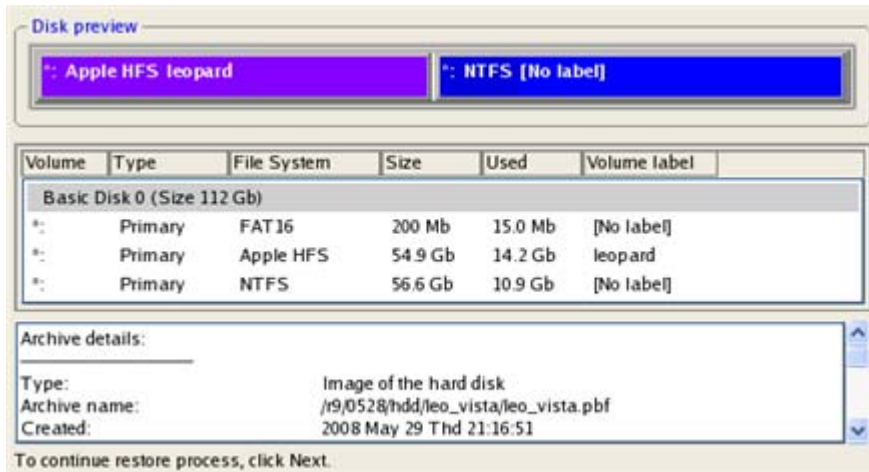 Disk preview
*: Apple HFS leopard
*: NTFS [No label]
Volume Type File System Size Used Volume label
Basic Disk 0 (Size 112 Gb)
*: Primary FAT16 200 Mb 15.0 Mb [No label]
*: Primary Apple HFS 54.9 Gb 14.2 Gb leopard
*: Primary NTFS 56.6 Gb 10.9 Gb [No label]
Archive details:
Type: Image of the hard disk
Archive name: /r9/0528/hdd/leo_vista/leo_vista.pbf
Created: 2008 May 29 Thd 21:16:51
To continue restore process, click Next.